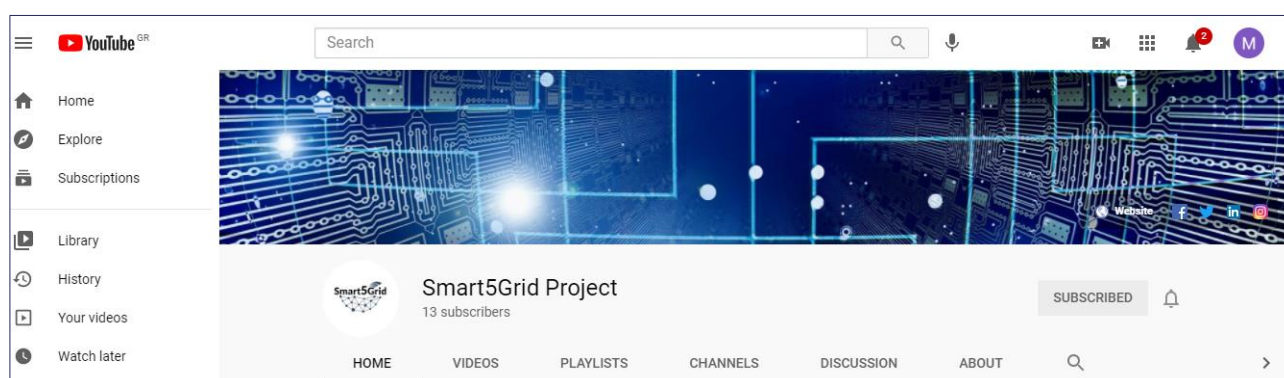 YouTube GR
Search
2
M
Home
Explore
Subscriptions
Library
History
Your videos
Watch later
Website
Smart5Grid
Smart5Grid Project
13 subscribers
SUBSCRIBED
HOME VIDEOS PLAYLISTS CHANNELS DISCUSSION ABOUT